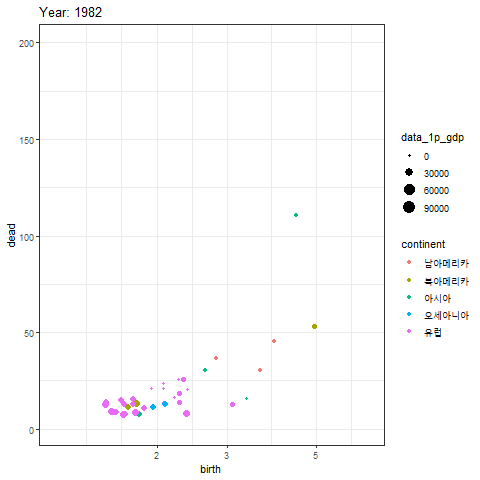 Year: 1982
200
150
100
50
0
dead
2
3
5
birth
data_1p_gdp
0
30000
60000
90000
continent
남아메리카
북아메리카
아시아
오세아니아
유럽